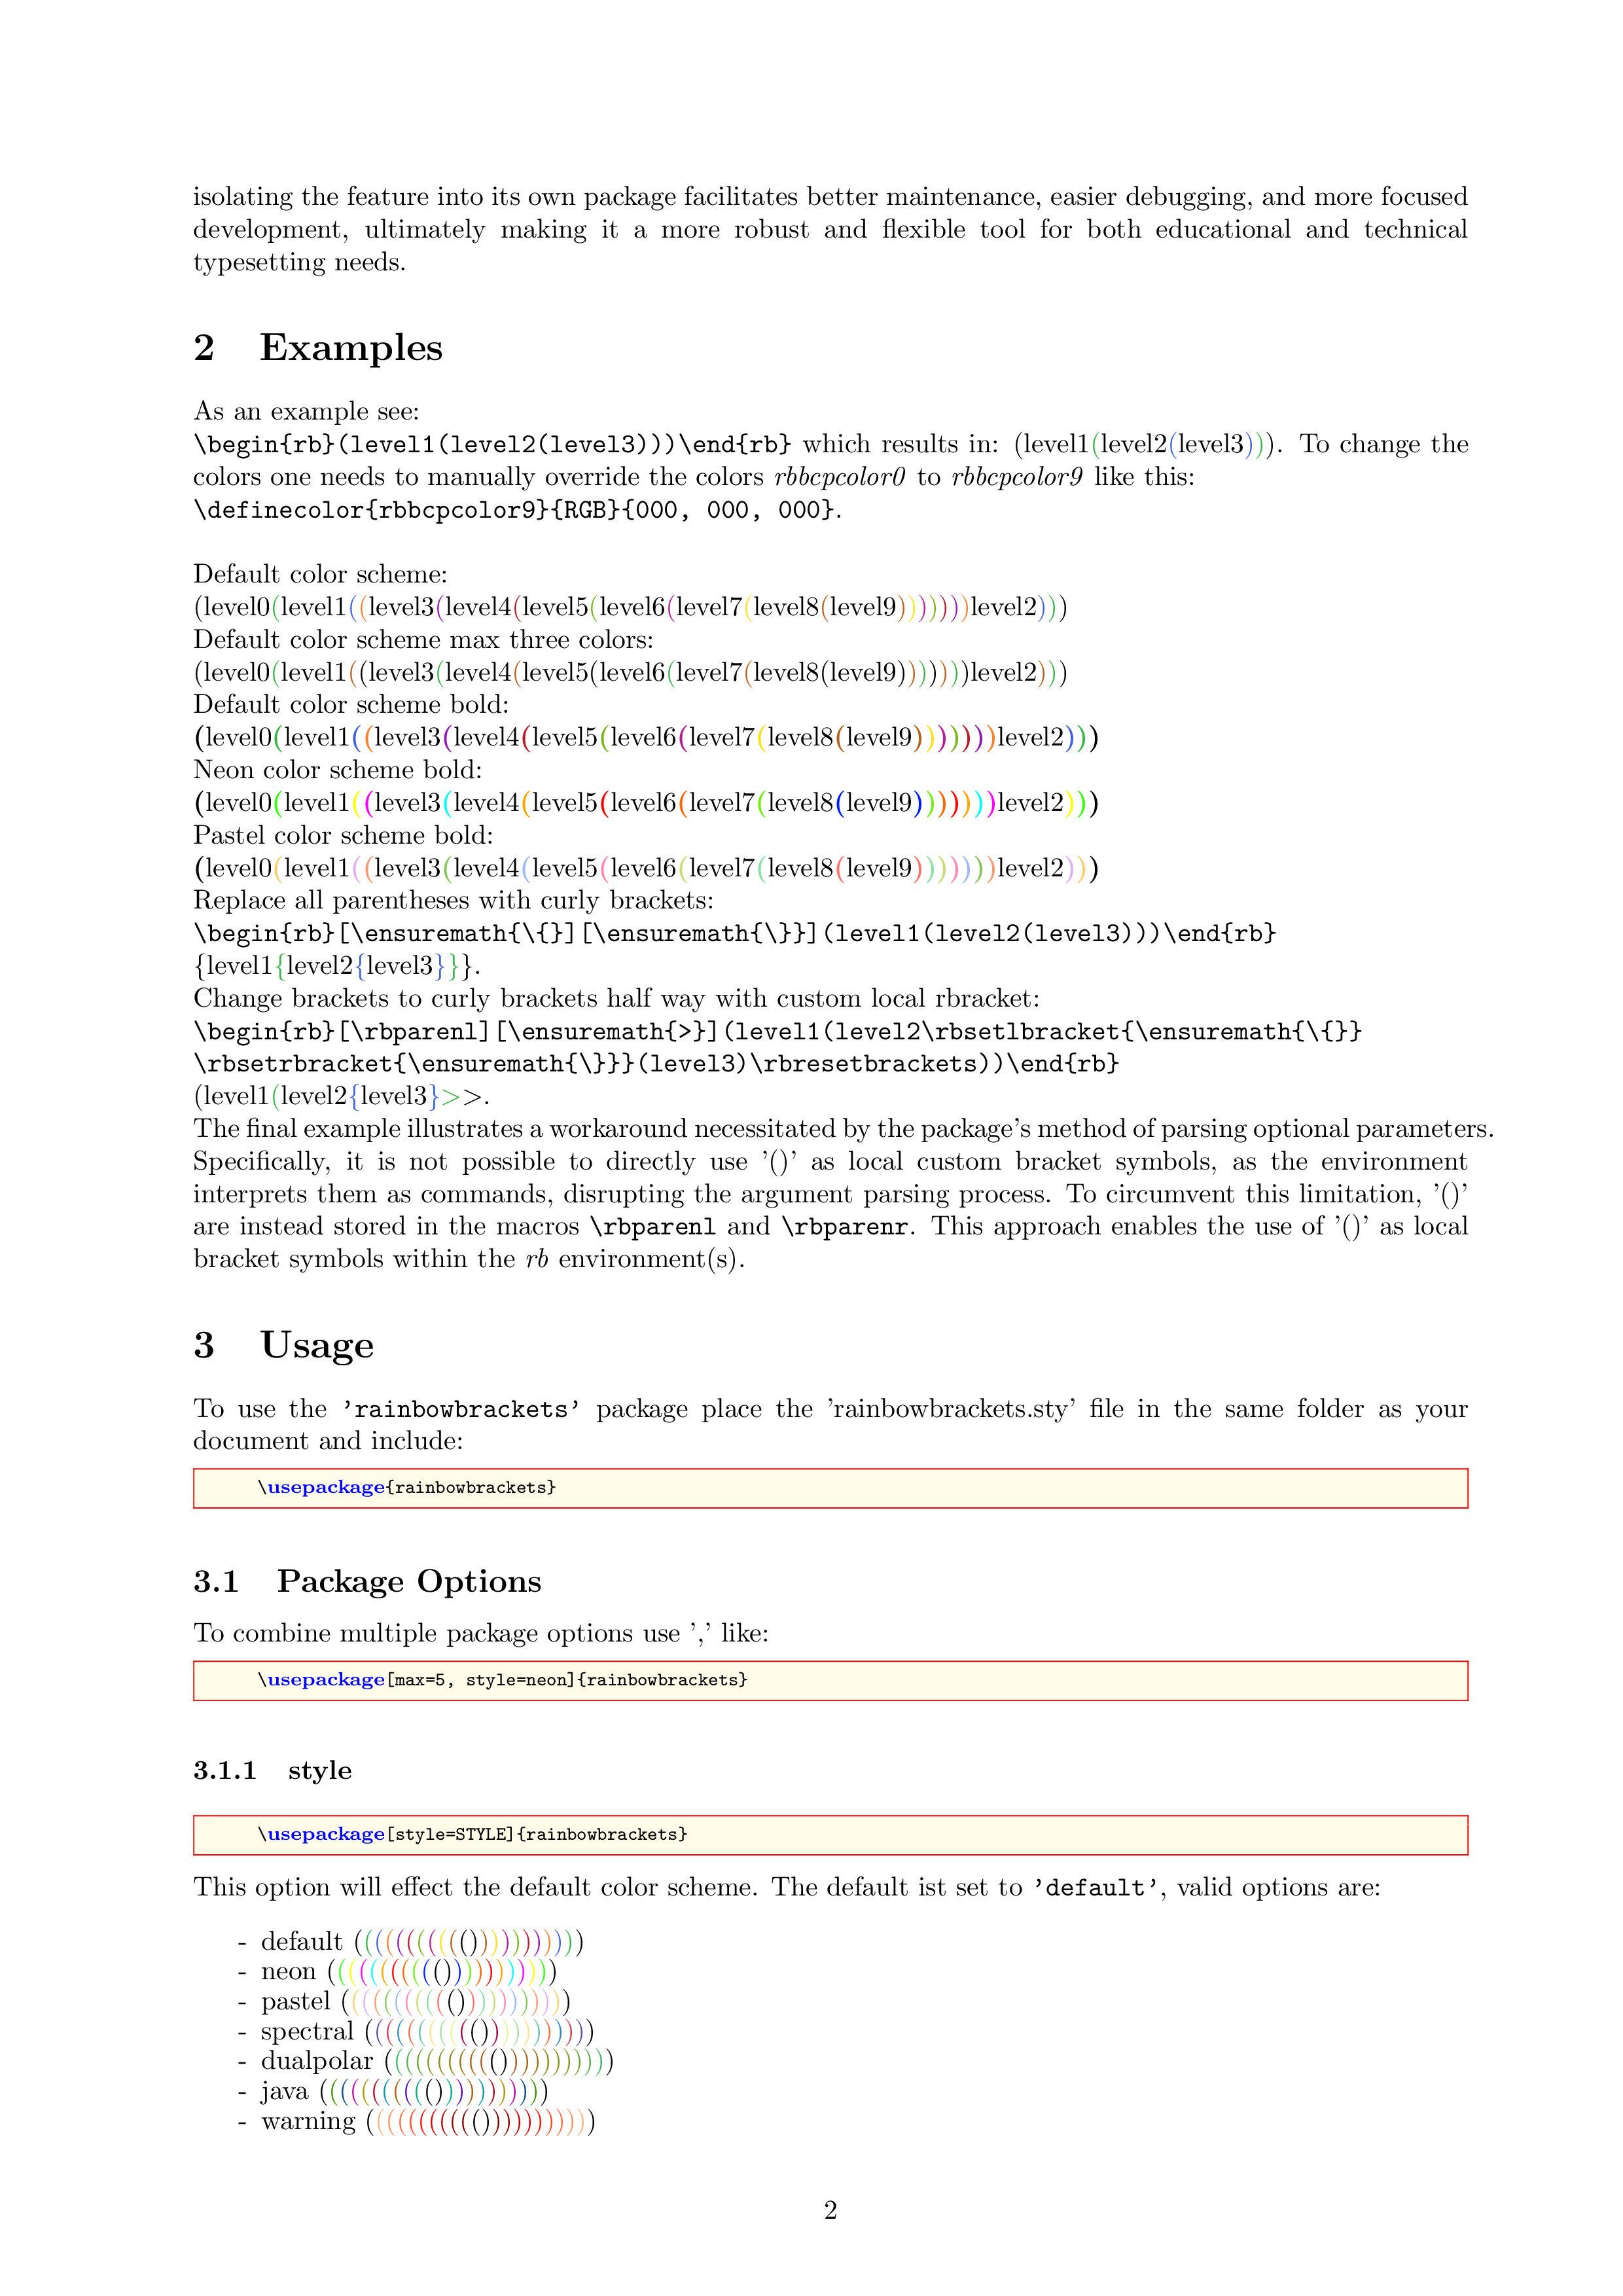 isolating the feature into its own package facilitates better maintenance, easier debugging, and more focused
development, ultimately making it a more robust and flexible tool for both educational and technical
typesetting needs.
2 Examples
As an example see:
\begin{rb}(level1(level2(level3)))\end{rb} which results in: (level1(level2(level3))). To change the
colors one needs to manually override the colors rbbcpcolor0 to rbbcpcolor9 like this:
\definecolor{rbbcpcolor9}{RGB}{000, 000, 000}.
Default color scheme:
(level0(level1((level3(level4(level5(level6(level7(level8(level9)))))))level2)))
Default color scheme max three colors:
(level0(level1((level3(level4(level5(level6(level7(level8(level9)))))))level2)))
Default color scheme bold:
(level0(level1((level3(level4(level5(level6(level7(level8(level9)))))))level2)))
Neon color scheme bold:
(level0(level1((level3(level4(level5(level6(level7(level8(level9)))))))level2)))
Pastel color scheme bold:
(level0(level1((level3(level4(level5(level6(level7(level8(level9)))))))level2)))
Replace all parentheses with curly brackets:
\begin{rb}[\ensuremath{\{}][\ensuremath{\}}](level1(level2(level3)))\end{rb}
{level1{level2{level3}}}.
Change brackets to curly brackets half way with custom local rbracket:
\begin{rb}[\rbparenl][\ensuremath{>}](level1(level2\rbsetlbracket{\ensuremath{\{}}
\rbsetrbracket{\ensuremath{\}}}(level3)\rbresetbrackets))\end{rb}
(level1(level2{level3}>>.
The final example illustrates a workaround necessitated by the package's method of parsing optional parameters.
Specifically, it is not possible to directly use '()' as local custom bracket symbols, as the environment
interprets them as commands, disrupting the argument parsing process. To circumvent this limitation, '()'
are instead stored in the macros \rbparenl and \rbparenr. This approach enables the use of '()' as local
bracket symbols within the rb environment(s).
3 Usage
To use the 'rainbowbrackets' package place the 'rainbowbrackets.sty' file in the same folder as your
document and include:
\usepackage{rainbowbrackets}
3.1 Package Options
To combine multiple package options use ',' like:
\usepackage[max=5, style=neon]{rainbowbrackets}
3.1.1 style
\usepackage[style=STYLE]{rainbowbrackets}
This option will effect the default color scheme. The default ist set to 'default', valid options are:
- default ((((((((((()))))))))))
- neon ((((((((((()))))))))))
- pastel ((((((((((()))))))))))
- spectral ((((((((((()))))))))))
- dualpolar ((((((((((()))))))))))
- java ((((((((((()))))))))))
- warning ((((((((((()))))))))))
2